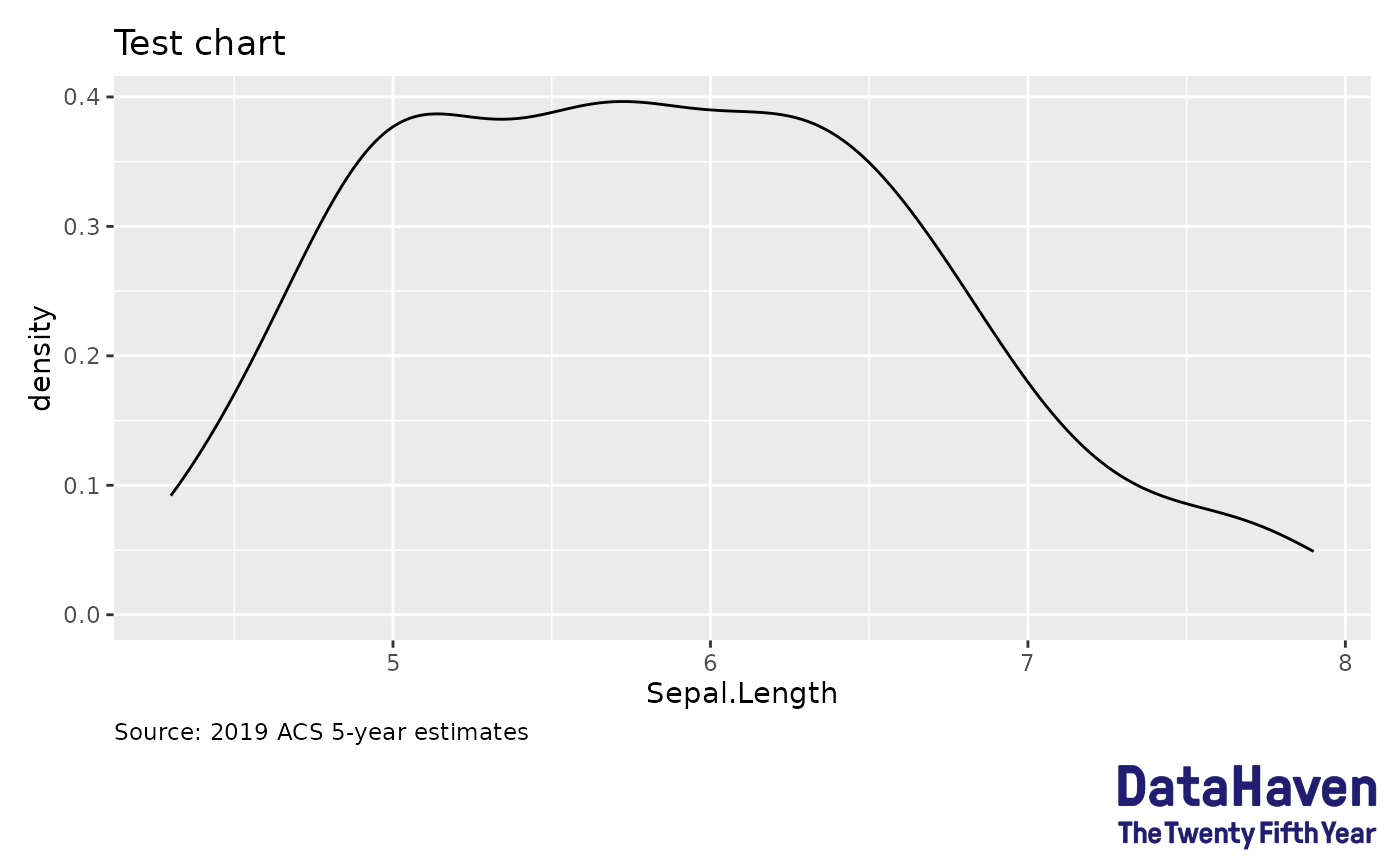 Test chart
0.4
0.3
0.2
0.1
0.0
density
5 6 7 8
Sepal.Length
Source: 2019 ACS 5-year estimates
DataHaven
The Twenty Fifth Year